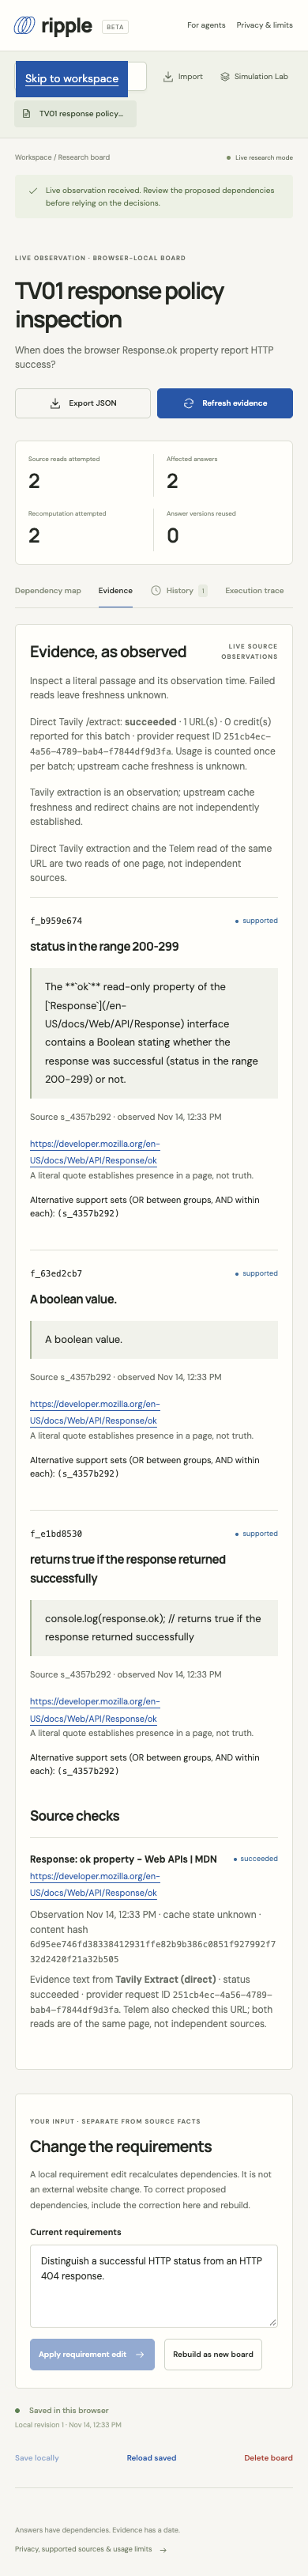 ripple BETA For agents Privacy & limits
Skip to workspace Import Simulation Lab
TV01 response policy...
Workspace / Research board Live research mode
Live observation received. Review the proposed dependencies
before relying on the decisions.
LIVE OBSERVATION · BROWSER-LOCAL BOARD
TV01 response policy
inspection
When does the browser Response.ok property report HTTP
success?
Export JSON Refresh evidence
Source reads attempted Affected answers
2 2
Recomputation attempted Answer versions reused
2 0
Dependency map Evidence History 1 Execution trace
Evidence, as observed LIVE SOURCE
OBSERVATIONS
Inspect a literal passage and its observation time. Failed
reads leave freshness unknown.
Direct Tavily /extract: succeeded · 1 URL(s) · 0 credit(s)
reported for this batch · provider request ID 251cb4ec-
4a56-4789-bab4-f7844df9d3fa. Usage is counted once
per batch; upstream cache freshness is unknown.
Tavily extraction is an observation; upstream cache
freshness and redirect chains are not independently
established.
Direct Tavily extraction and the Telem read of the same
URL are two reads of one page, not independent
sources.
f_b959e674 supported
status in the range 200-299
The **`ok`** read-only property of the
[`Response`](/en-
US/docs/Web/API/Response) interface
contains a Boolean stating whether the
response was successful (status in the range
200-299) or not.
Source s_4357b292 · observed Nov 14, 12:33 PM
https://developer.mozilla.org/en-
US/docs/Web/API/Response/ok
A literal quote establishes presence in a page, not truth.
Alternative support sets (OR between groups, AND within
each): (s_4357b292)
f_63ed2cb7 supported
A boolean value.
A boolean value.
Source s_4357b292 · observed Nov 14, 12:33 PM
https://developer.mozilla.org/en-
US/docs/Web/API/Response/ok
A literal quote establishes presence in a page, not truth.
Alternative support sets (OR between groups, AND within
each): (s_4357b292)
f_e1bd8530 supported
returns true if the response returned
successfully
console.log(response.ok); // returns true if the
response returned successfully
Source s_4357b292 · observed Nov 14, 12:33 PM
https://developer.mozilla.org/en-
US/docs/Web/API/Response/ok
A literal quote establishes presence in a page, not truth.
Alternative support sets (OR between groups, AND within
each): (s_4357b292)
Source checks
Response: ok property - Web APIs | MDN succeeded
https://developer.mozilla.org/en-
US/docs/Web/API/Response/ok
Observation Nov 14, 12:33 PM · cache state unknown ·
content hash
6d95ee746fd38338412931ffe82b9b386c0851f927992f7
32d2420f21a32b505
Evidence text from Tavily Extract (direct) · status
succeeded · provider request ID 251cb4ec-4a56-4789-
bab4-f7844df9d3fa. Telem also checked this URL; both
reads are of the same page, not independent sources.
YOUR INPUT · SEPARATE FROM SOURCE FACTS
Change the requirements
A local requirement recalculates dependencies. It is not
an external website change. To correct proposed
dependencies, include the correction here and rebuild.
Current requirements
Distinguish a successful HTTP status from an HTTP
404 response.
Apply requirement edit → Rebuild as new board
Saved in this browser
Local revision 1 · Nov 14, 12:33 PM
Save locally Reload saved Delete board
Answers have dependencies. Evidence has a date.
Privacy, supported sources & usage limits →